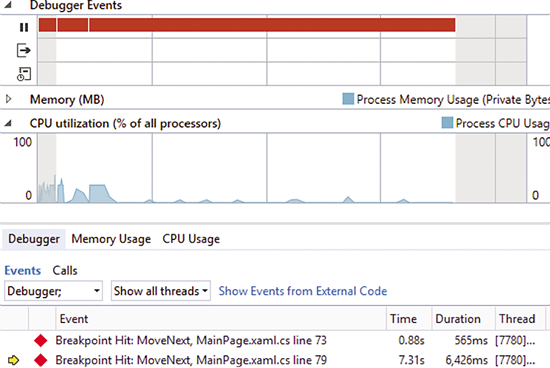 Debugger Events
Memory (MB) Process Memory Usage (Private Bytes
CPU utilization (% of all processors) Process CPU Usag
100 100
0 0
Debugger Memory Usage CPU Usage
Events Calls
Debugger; Show all threads Show Events from External Code
Event Time Duration Thread
Breakpoint Hit: MoveNext, MainPage.xaml.cs line 73 0.88s 565ms [7780]...
Breakpoint Hit: MoveNext, MainPage.xaml.cs line 79 7.31s 6,426ms [7780]...